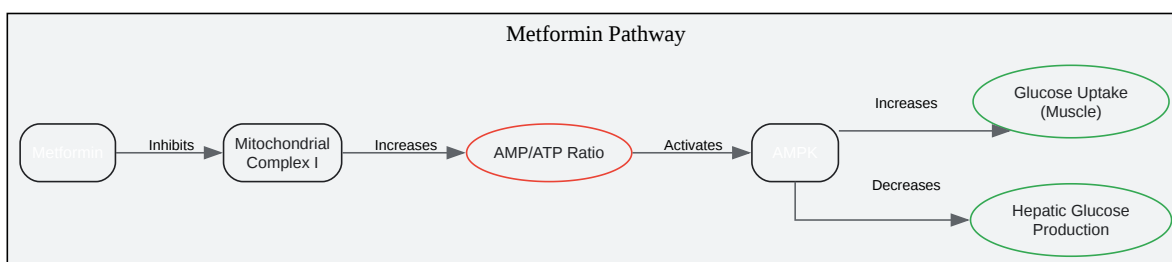 Metformin Pathway
Metformin
Inhibits
Mitochondrial
Complex I
Increases
AMP/ATP Ratio
Activates
AMPK
Increases
Glucose Uptake
(Muscle)
Decreases
Hepatic Glucose
Production